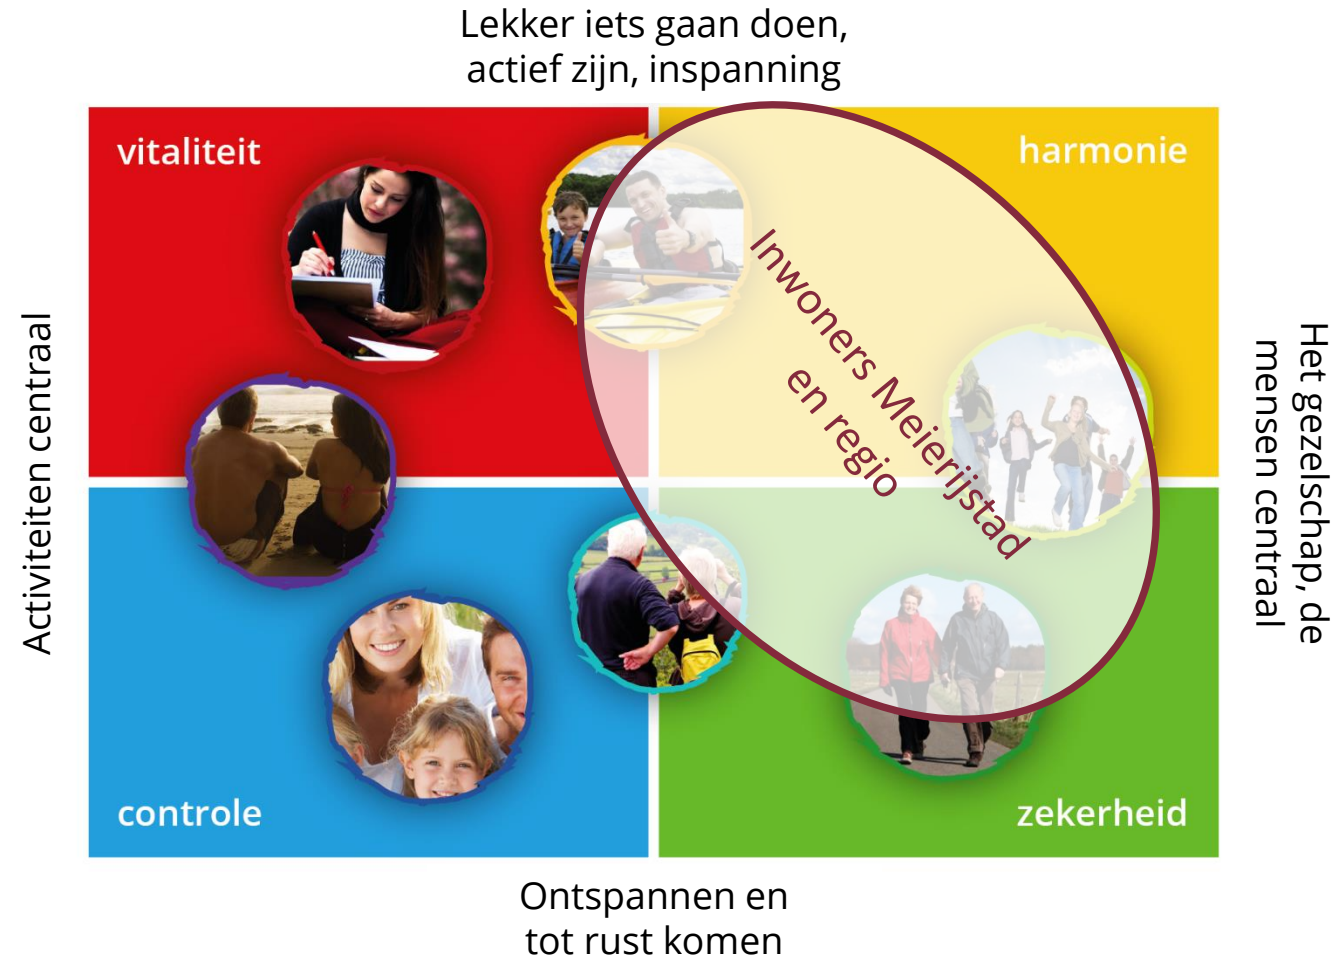 Lekker iets gaan doen,
actief zijn, inspanning
vitaliteit
harmonie
Inwoners Meierijstad
en regio
Activiteiten centraal
Het gezelschap, de
mensen centraal
controle
zekerheid
Ontspannen en
tot rust komen